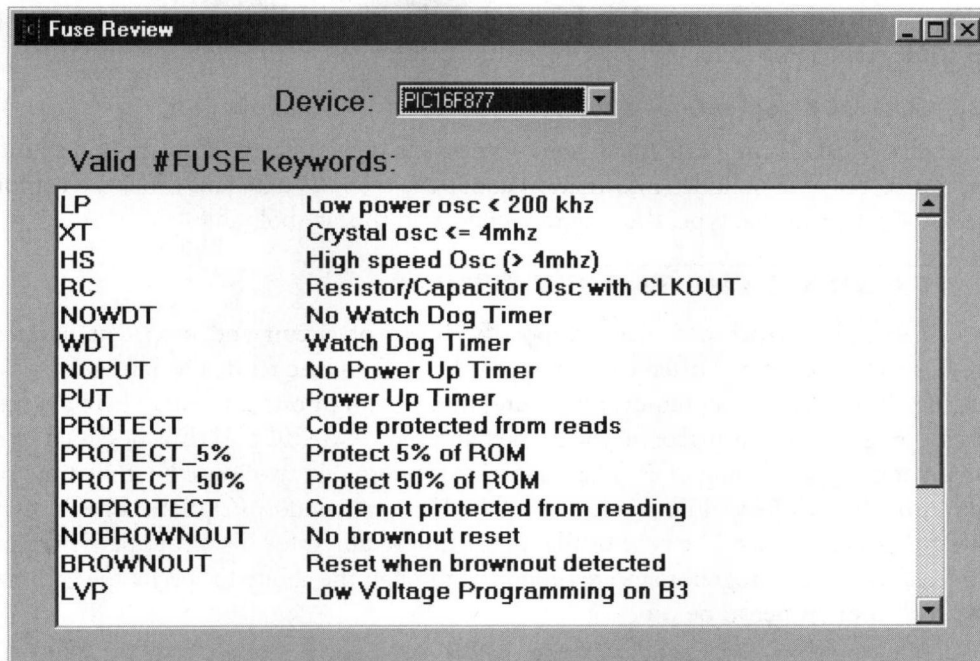 Fuse Review
Device: PIC16F877
Valid #FUSE keywords:
LP Low power osc < 200 khz
XT Crystal osc <= 4mhz
HS High speed Osc (> 4mhz)
RC Resistor/Capacitor Osc with CLKOUT
NOWDT No Watch Dog Timer
WDT Watch Dog Timer
NOPUT No Power Up Timer
PUT Power Up Timer
PROTECT Code protected from reads
PROTECT_5% Protect 5% of ROM
PROTECT_50% Protect 50% of ROM
NOPROTECT Code not protected from reading
NOBROWNOUT No brownout reset
BROWNOUT Reset when brownout detected
LVP Low Voltage Programming on B3